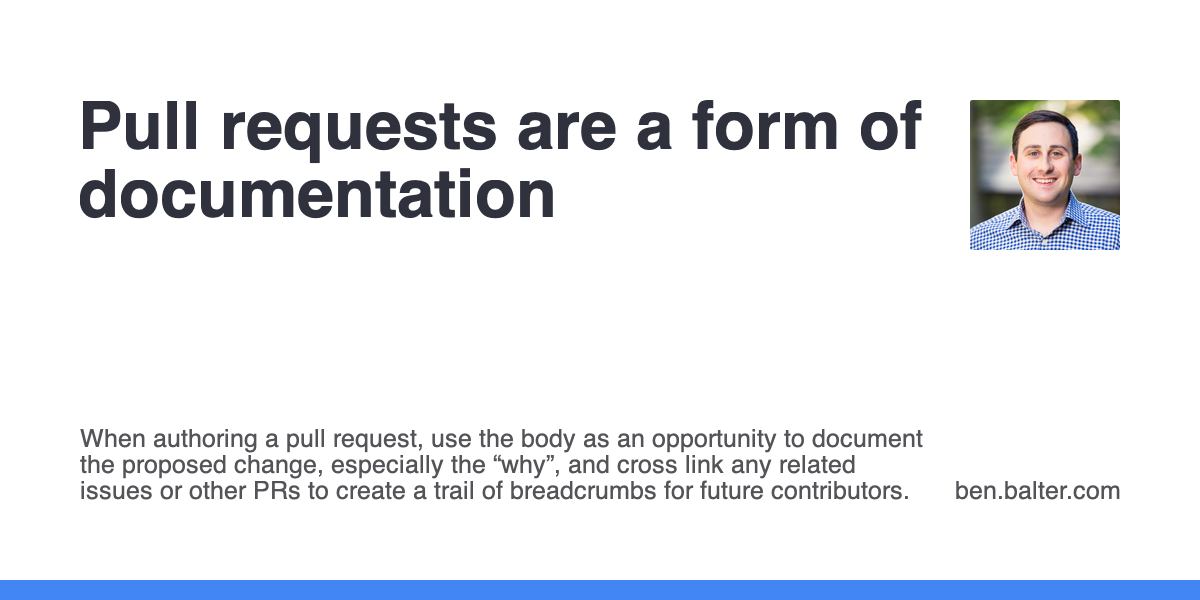 Pull requests are a form of
documentation
When authoring a pull request, use the body as an opportunity to document
the proposed change, especially the “why”, and cross link any related
issues or other PRs to create a trail of breadcrumbs for future contributors.
ben.balter.com